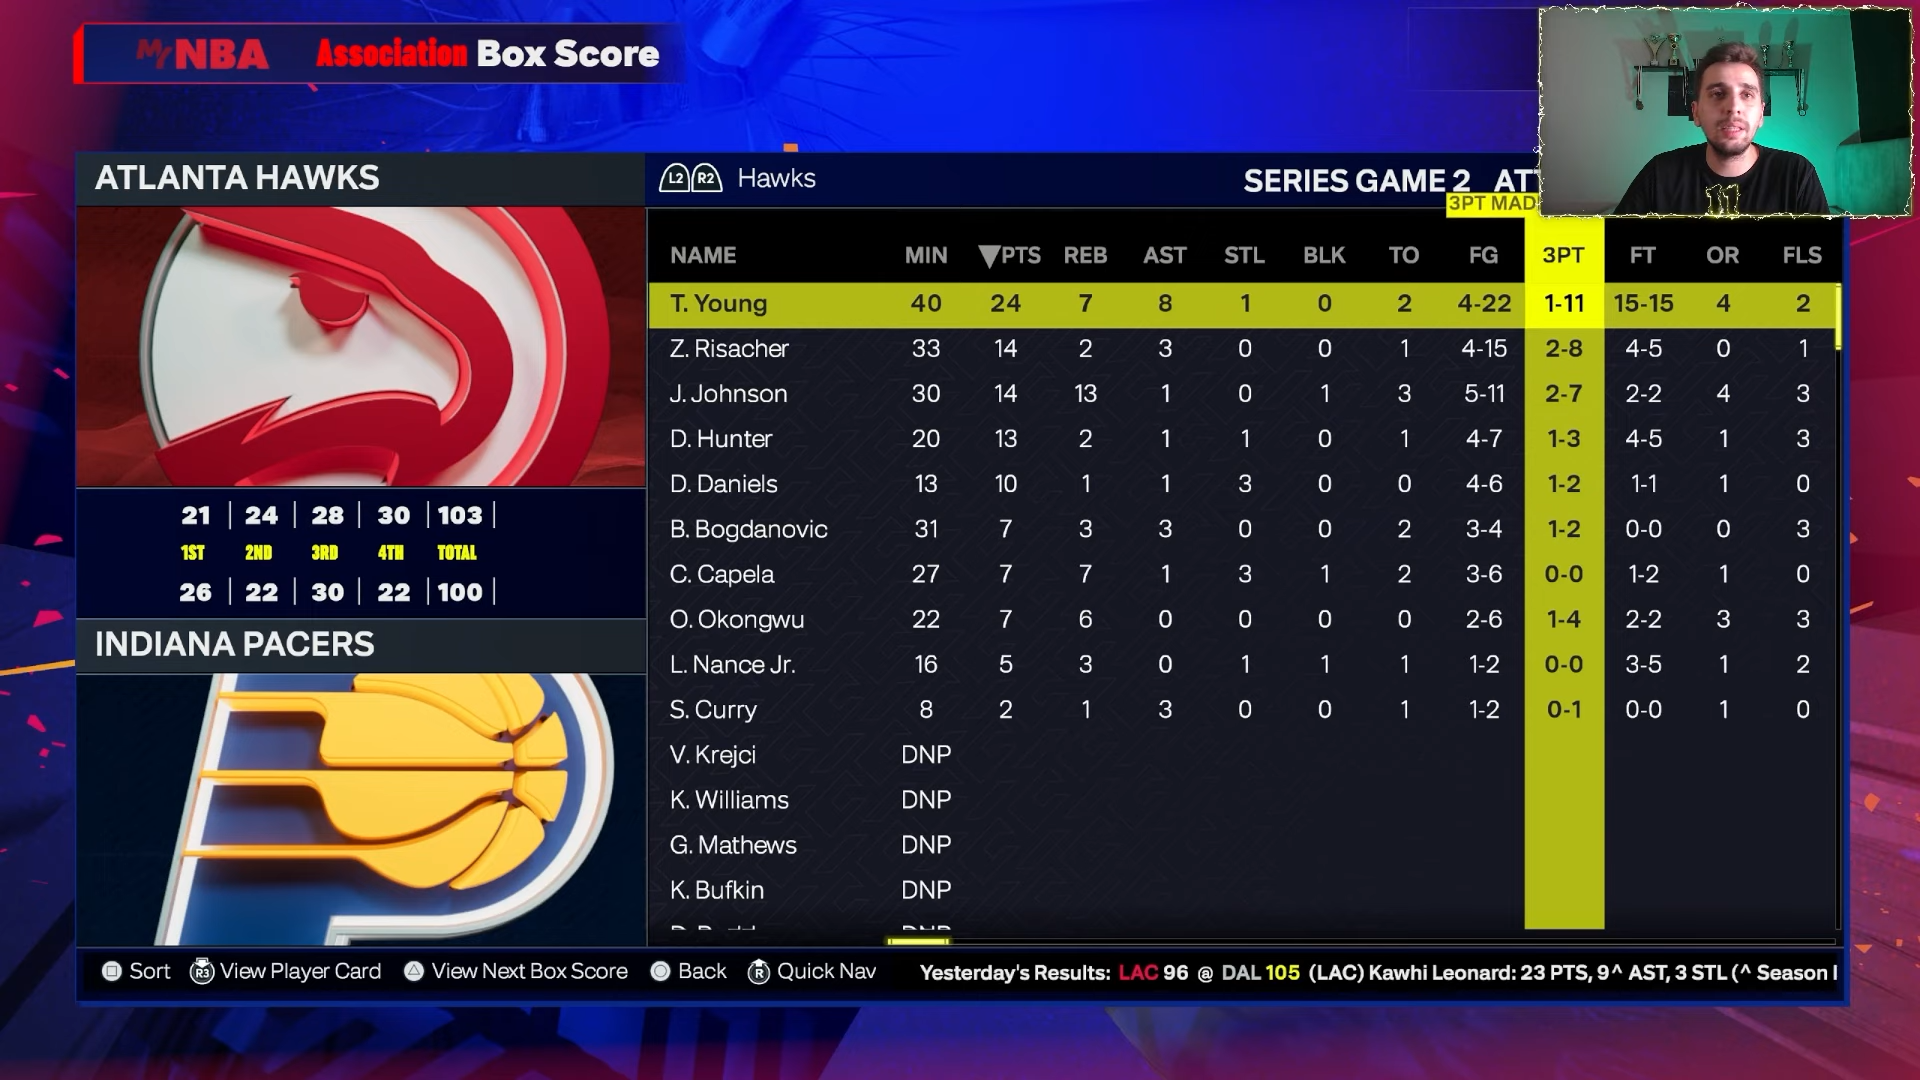 MyNBA Association Box Score
ATLANTA HAWKS
21 24 28 30 103
1ST 2ND 3RD 4TH TOTAL
26 22 30 22 100
INDIANA PACERS
L2 R2 Hawks
SERIES GAME 2
3PT
NAME MIN PTS REB AST STL BLK TO FG 3PT FT OR FLS
T. Young 40 24 7 8 1 0 2 4-22 1-11 15-15 4 2
Z. Risacher 33 14 2 3 0 0 1 4-15 2-8 4-5 0 1
J. Johnson 30 14 13 1 0 1 3 5-11 2-7 2-2 4 3
D. Hunter 20 13 2 1 1 0 1 4-7 1-3 4-5 1 3
D. Daniels 13 10 1 1 3 0 0 4-6 1-2 1-1 1 0
B. Bogdanovic 31 7 3 3 0 0 2 3-4 1-2 0-0 0 3
C. Capela 27 7 7 1 3 1 2 3-6 0-0 1-2 1 0
O. Okongwu 22 7 6 0 0 0 0 2-6 1-4 2-2 3 3
L. Nance Jr. 16 5 3 0 1 1 1 1-2 0-0 3-5 1 2
S. Curry 8 2 1 3 0 0 1 1-2 0-1 0-0 1 0
V. Krejci DNP
K. Williams DNP
G. Mathews DNP
K. Bufkin DNP
Sort R3 View Player Card View Next Box Score Back R Quick Nav
Yesterday's Results: LAC 96 @ DAL 105 (LAC) Kawhi Leonard: 23 PTS, 9^ AST, 3 STL (^ Season